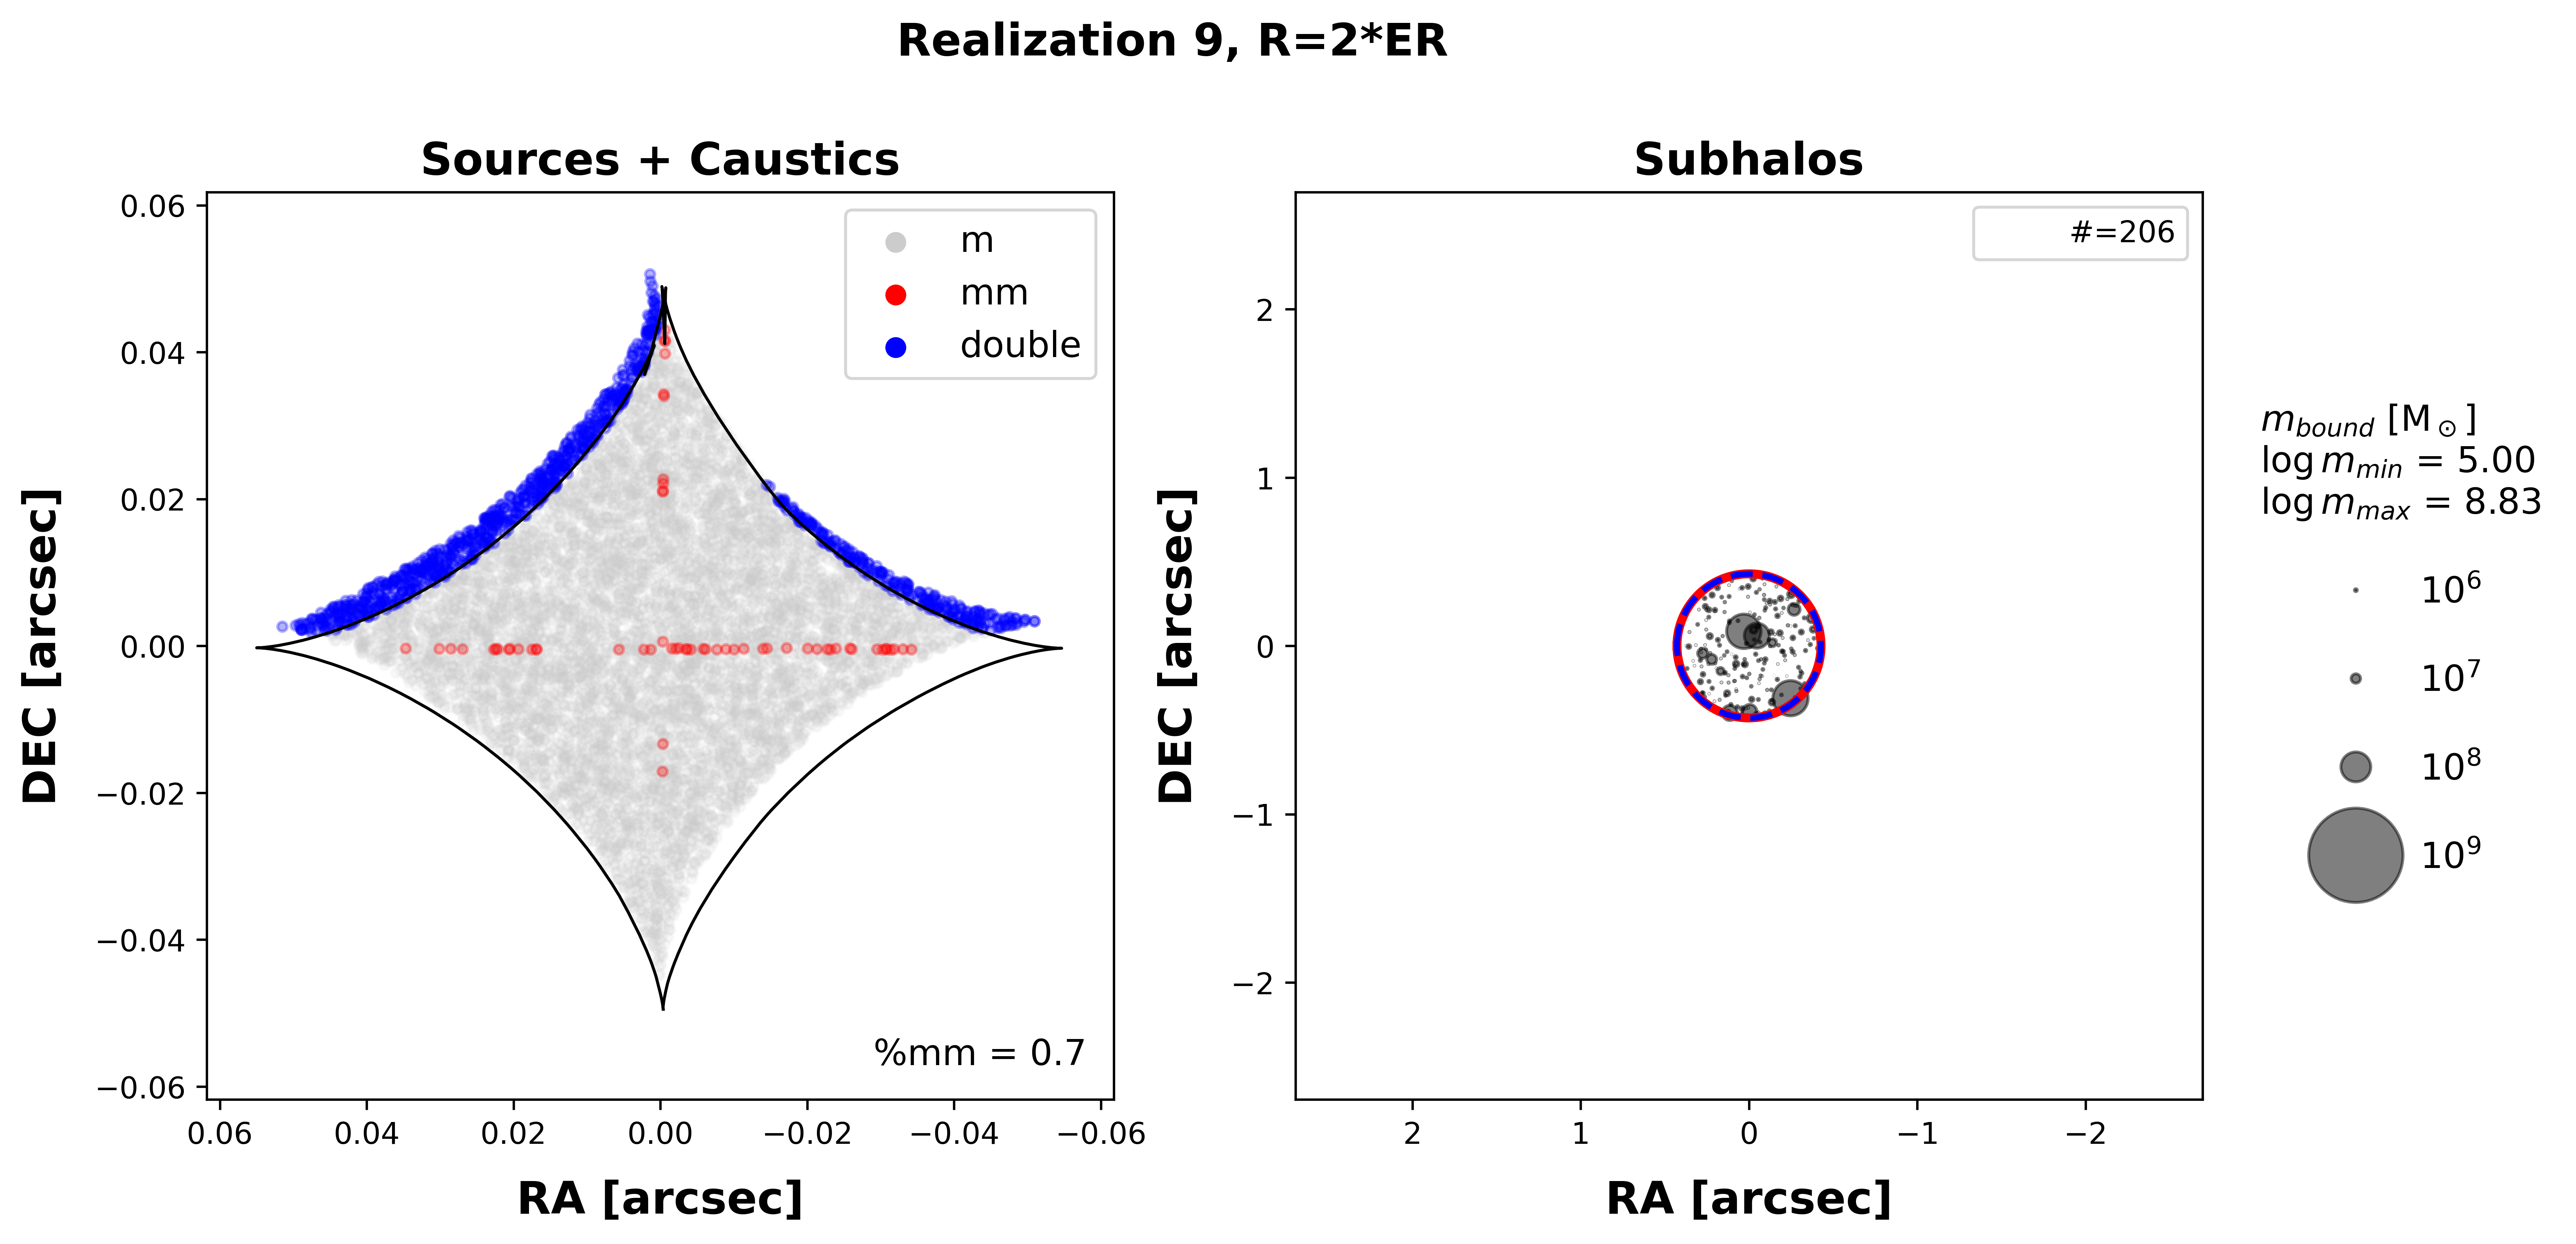 Realization 9, R=2*ER
Sources + Caustics
m
mm
double
%mm = 0.7
0.06
0.04
0.02
0.00
−0.02
−0.04
−0.06
0.06
0.04
0.02
0.00
−0.02
−0.04
−0.06
DEC [arcsec]
RA [arcsec]
Subhalos
#=206
2
1
0
−1
−2
2
1
0
−1
−2
DEC [arcsec]
RA [arcsec]
m_bound [M_⊙]
log m_min = 5.00
log m_max = 8.83
10^6
10^7
10^8
10^9